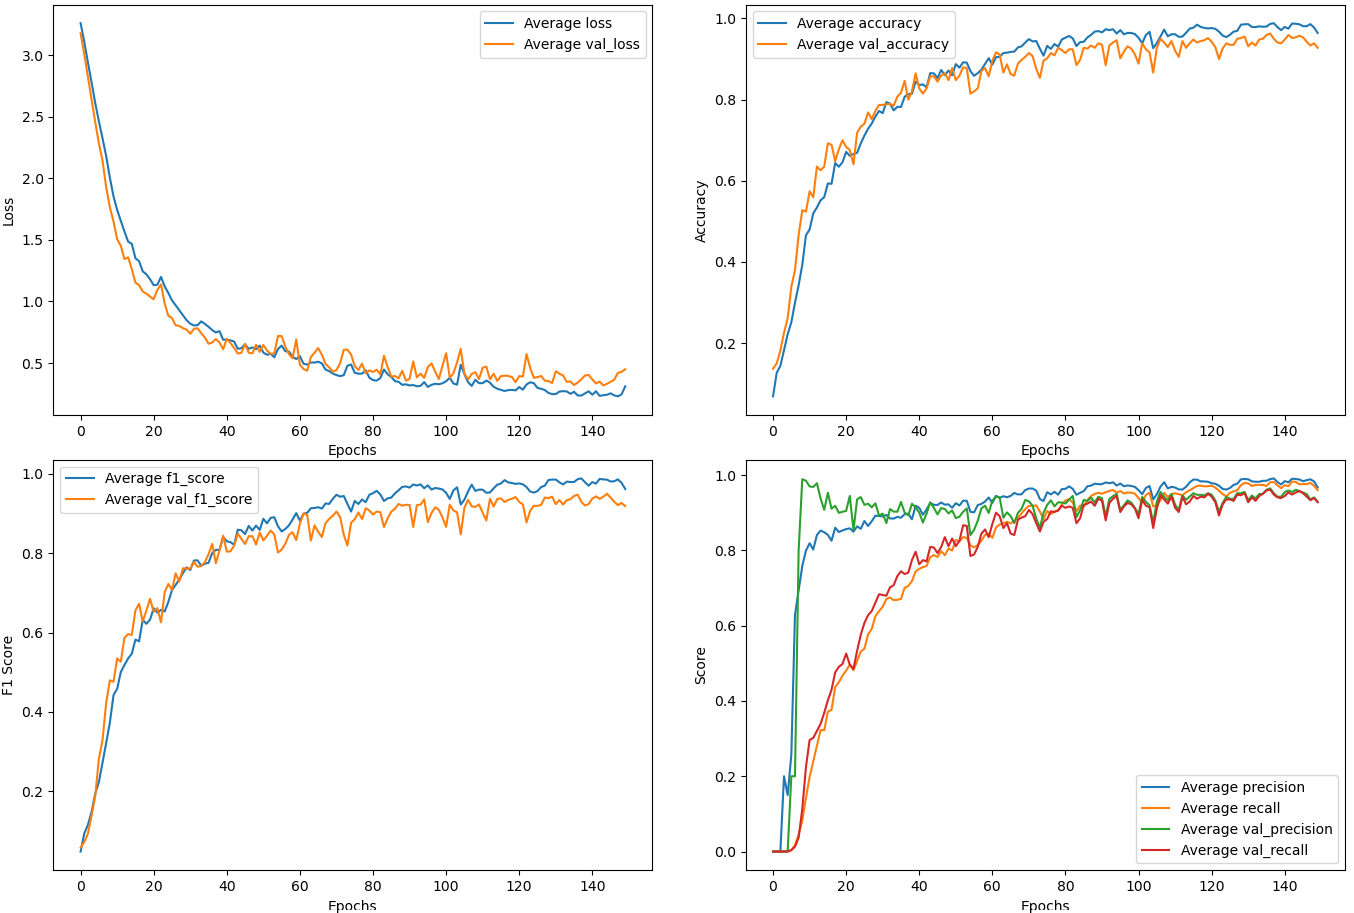 Average loss
Average val_loss
3.0
2.5
2.0
1.5
1.0
0.5
Loss
0 20 40 60 80 100 120 140
Epochs
Average accuracy
Average val_accuracy
1.0
0.8
0.6
0.4
0.2
Accuracy
0 20 40 60 80 100 120 140
Epochs
Average f1_score
Average val_f1_score
1.0
0.8
0.6
0.4
0.2
F1 Score
0 20 40 60 80 100 120 140
Epochs
1.0
0.8
0.6
0.4
0.2
0.0
Score
Average precision
Average recall
Average val_precision
Average val_recall
0 20 40 60 80 100 120 140
Epochs